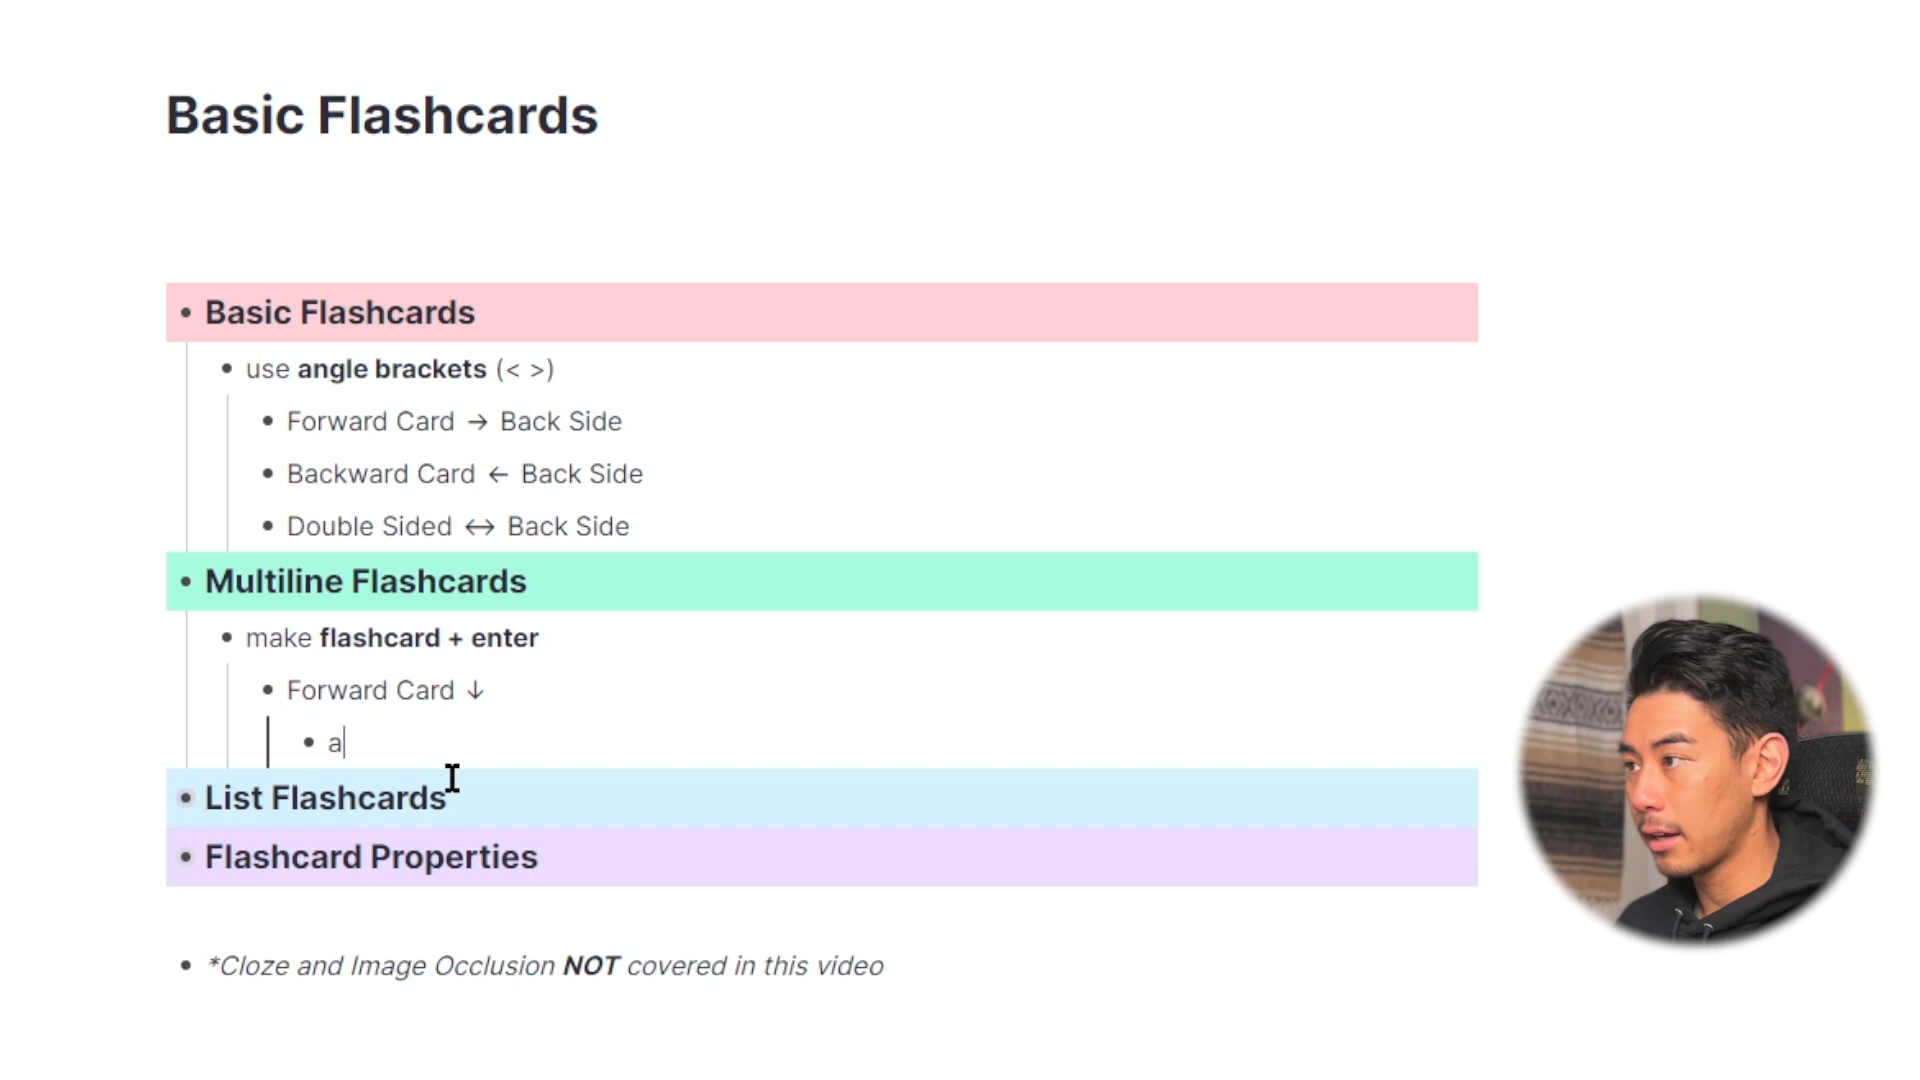 Basic Flashcards
• Basic Flashcards
• use angle brackets (< >)
• Forward Card → Back Side
• Backward Card ← Back Side
• Double Sided ↔ Back Side
• Multiline Flashcards
• make flashcard + enter
• Forward Card ↓
• a
• List Flashcards
• Flashcard Properties
• *Cloze and Image Occlusion NOT covered in this video